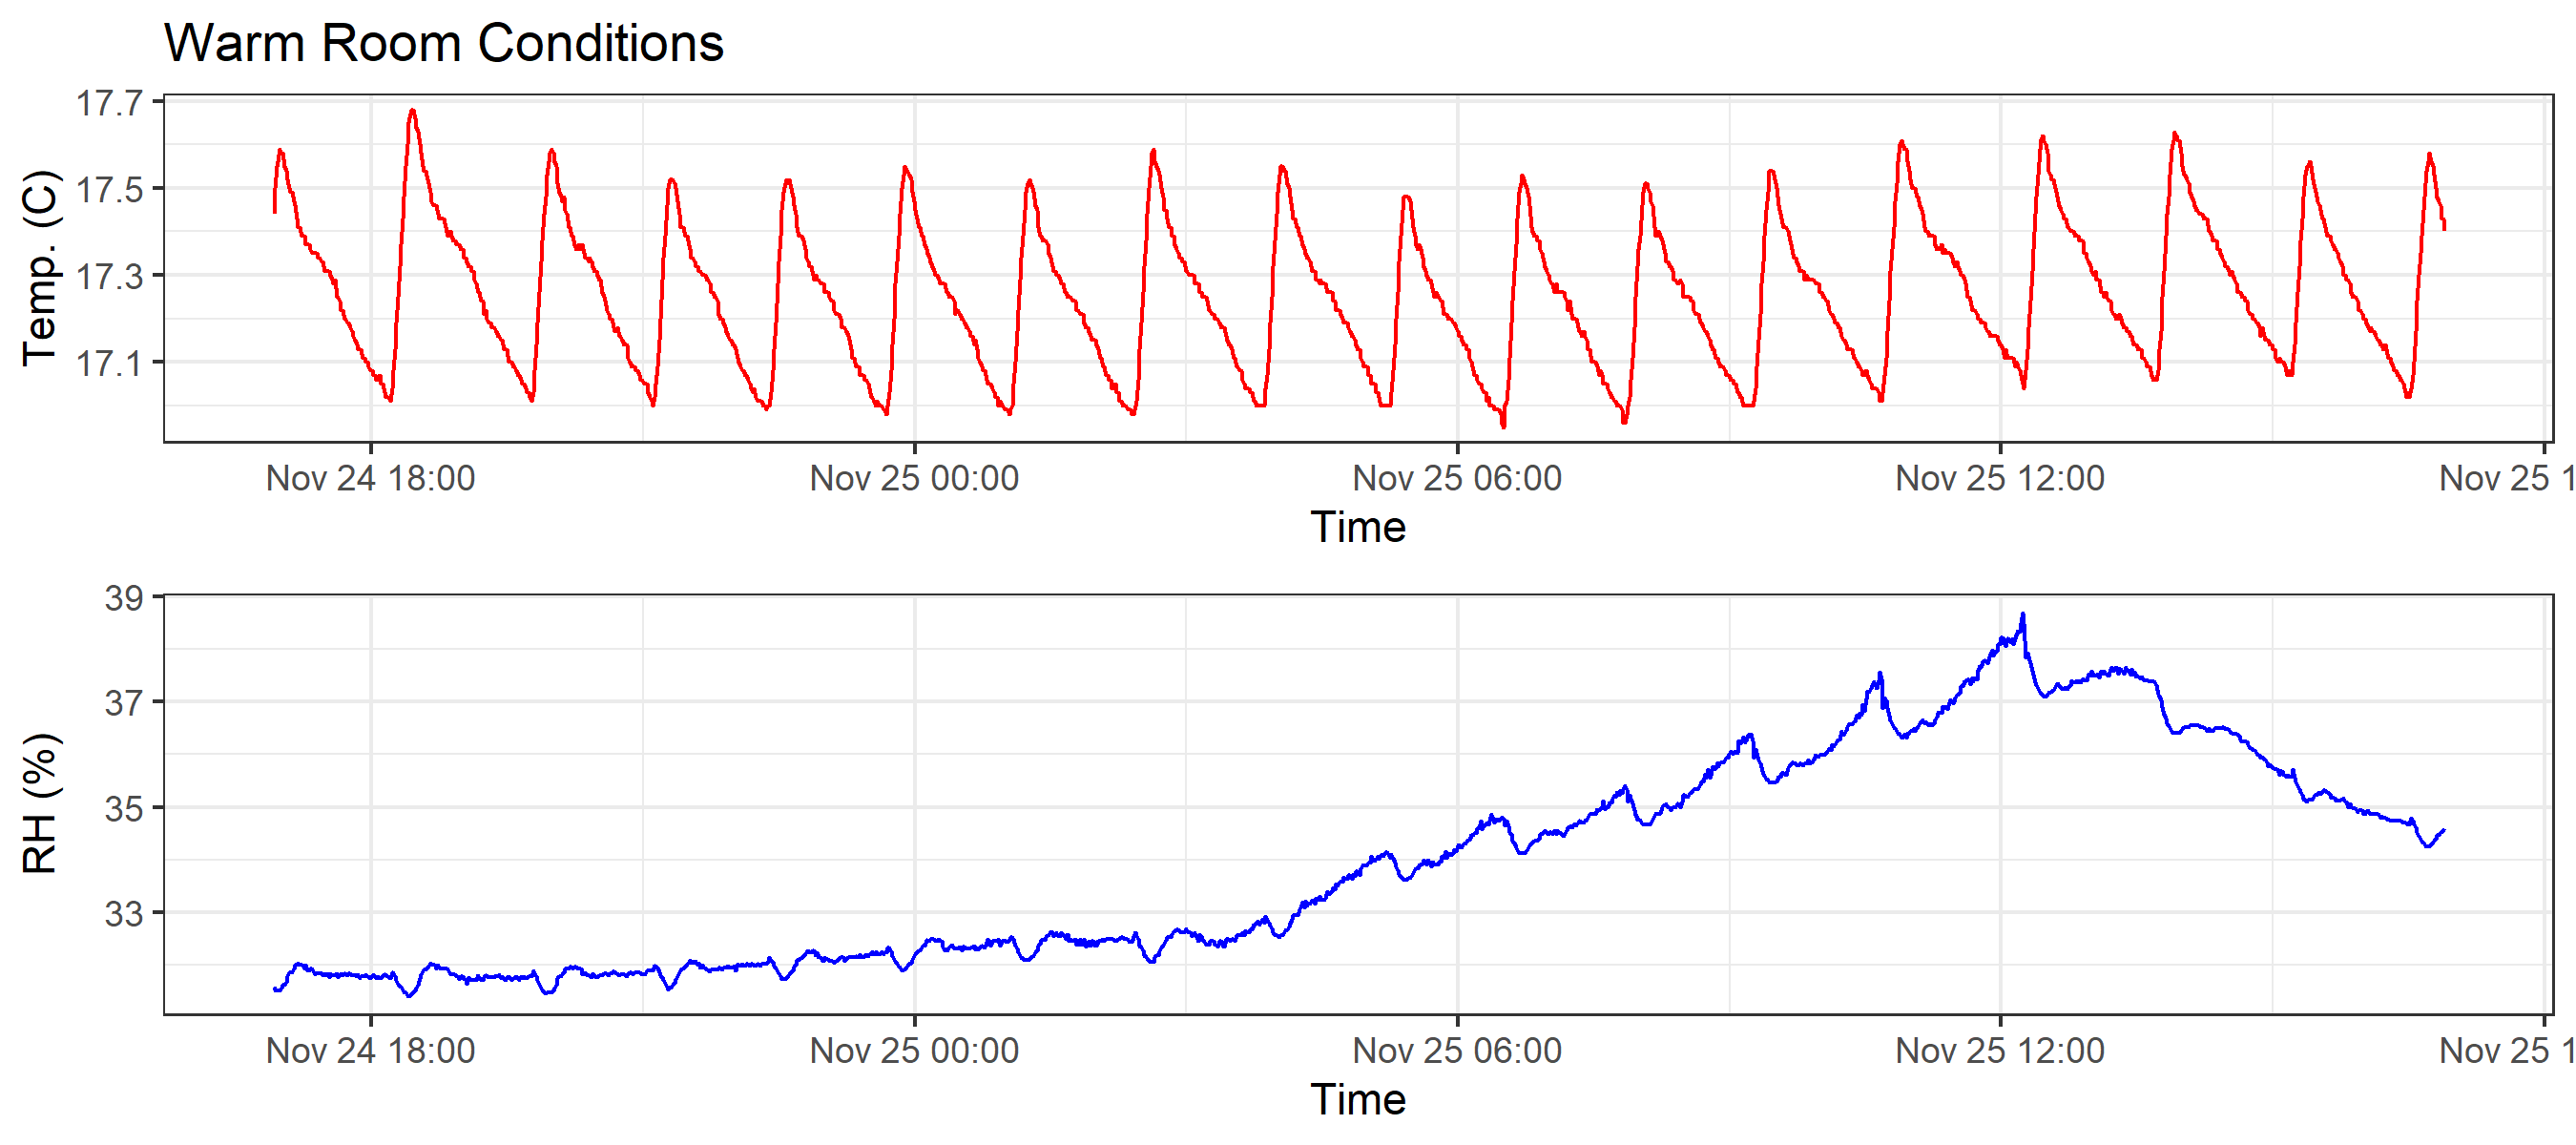 Warm Room Conditions
17.7
17.5
17.3
17.1
Temp. (C)
Nov 24 18:00 Nov 25 00:00 Nov 25 06:00 Nov 25 12:00 Nov 25 1
Time
39
37
35
33
RH (%)
Nov 24 18:00 Nov 25 00:00 Nov 25 06:00 Nov 25 12:00 Nov 25 1
Time